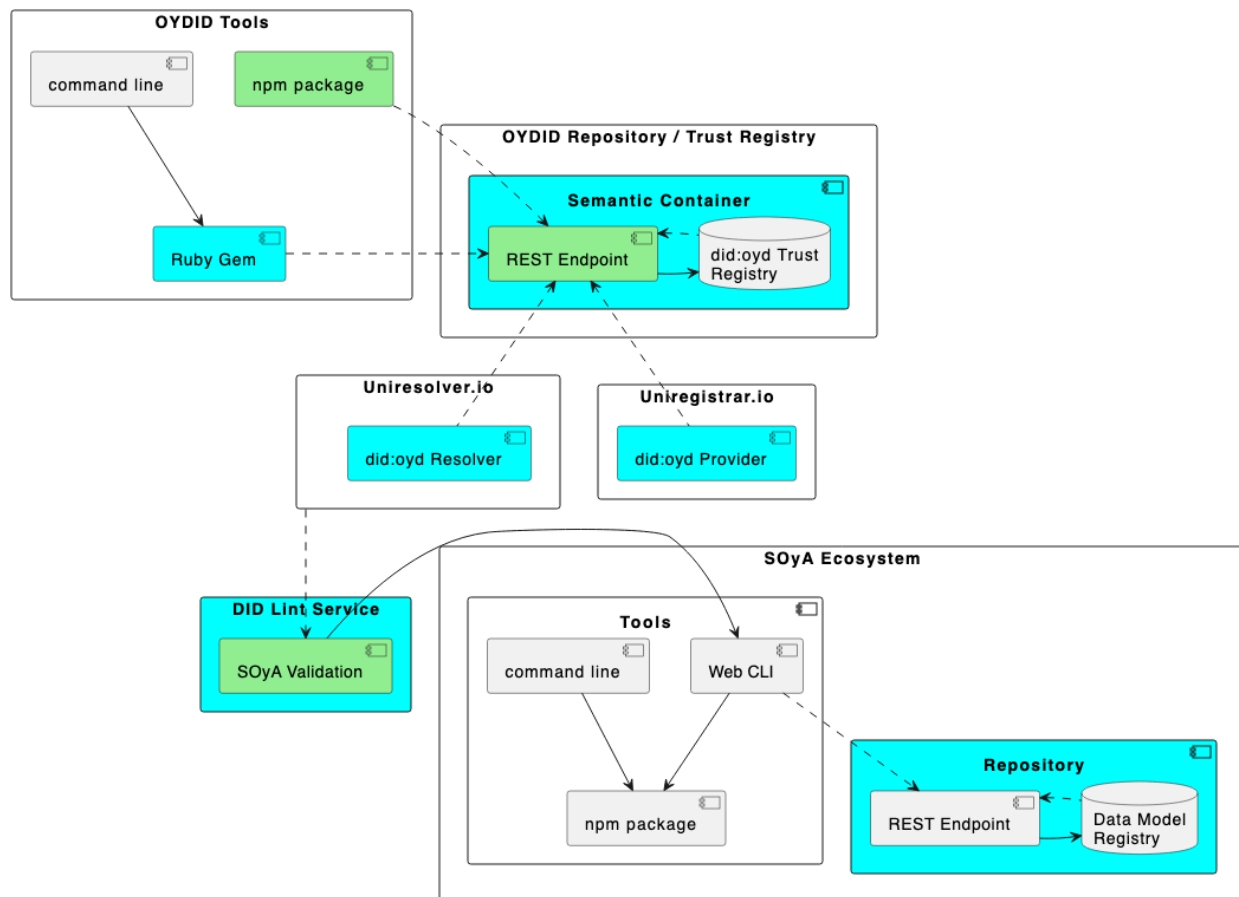 OYDID Tools
command line
npm package
Ruby Gem
OYDID Repository / Trust Registry
Semantic Container
REST Endpoint
did:oyd Trust
Registry
Uniresolver.io
did:oyd Resolver
Uniregistrar.io
did:oyd Provider
DID Lint Service
SOyA Validation
SOyA Ecosystem
Tools
command line
Web CLI
npm package
Repository
REST Endpoint
Data Model
Registry